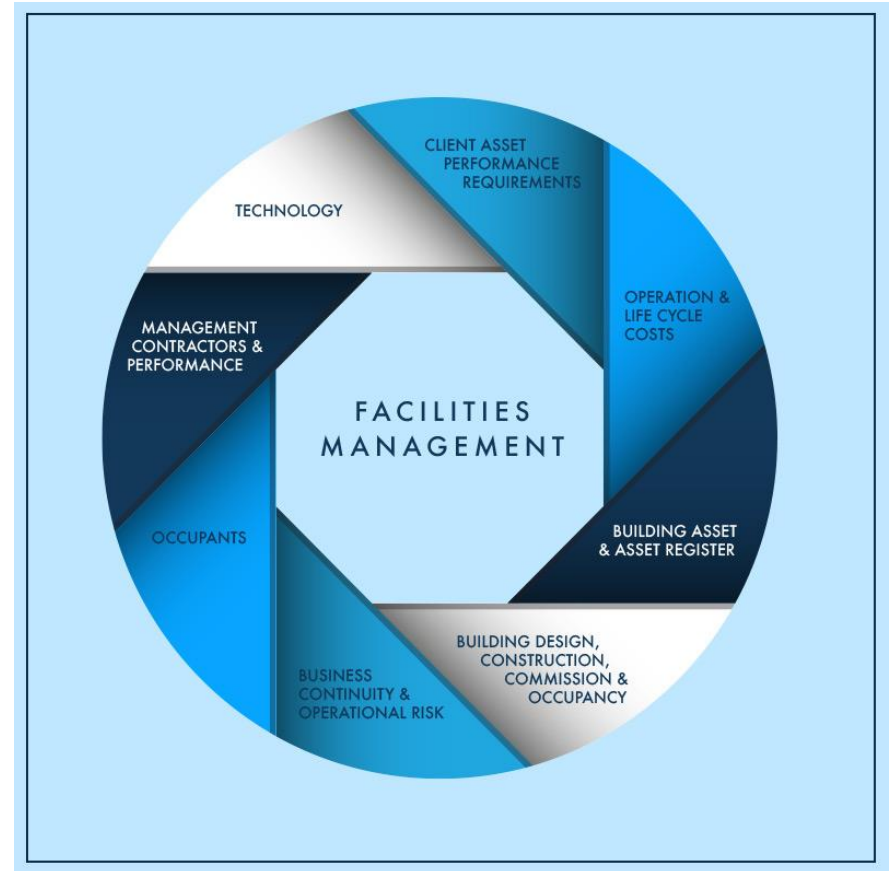 CLIENT ASSET
PERFORMANCE
REQUIREMENTS
OPERATION &
LIFE CYCLE
COSTS
BUILDING ASSET
& ASSET REGISTER
BUILDING DESIGN,
CONSTRUCTION,
COMMISSION &
OCCUPANCY
BUSINESS
CONTINUITY &
OPERATIONAL RISK
OCCUPANTS
MANAGEMENT
CONTRACTORS &
PERFORMANCE
TECHNOLOGY
FACILITIES
MANAGEMENT